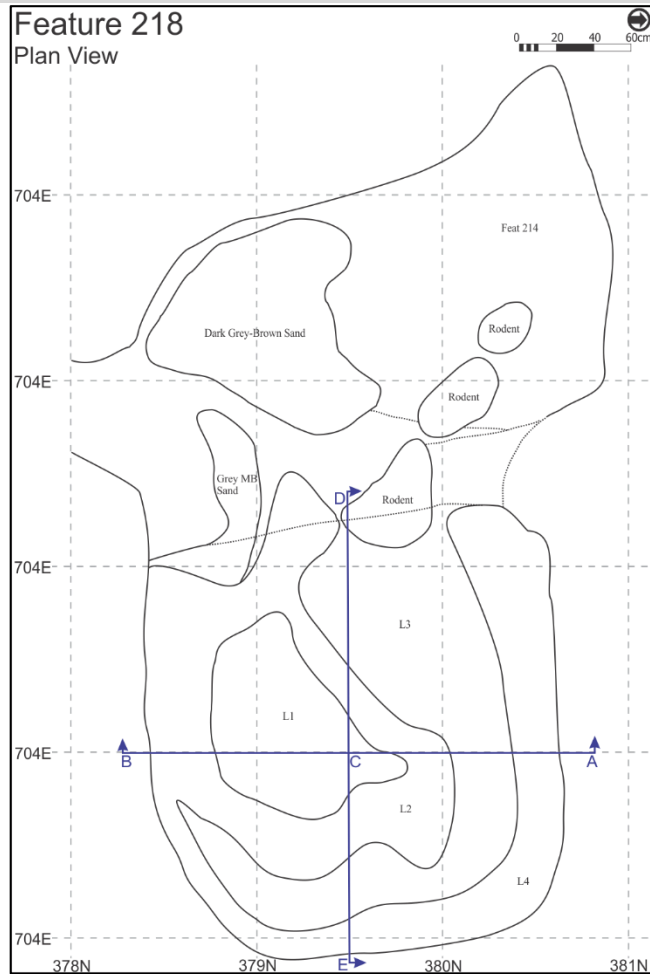 Feature 218
Plan View
0 20 40 60cm
704E
Feat 214
Rodent
Dark Grey-Brown Sand
704E
Rodent
Grey MB
Sand
D
Rodent
704E
L3
L1
704E
B
C
A
L2
L4
704E
E
378N
379N
380N
381N